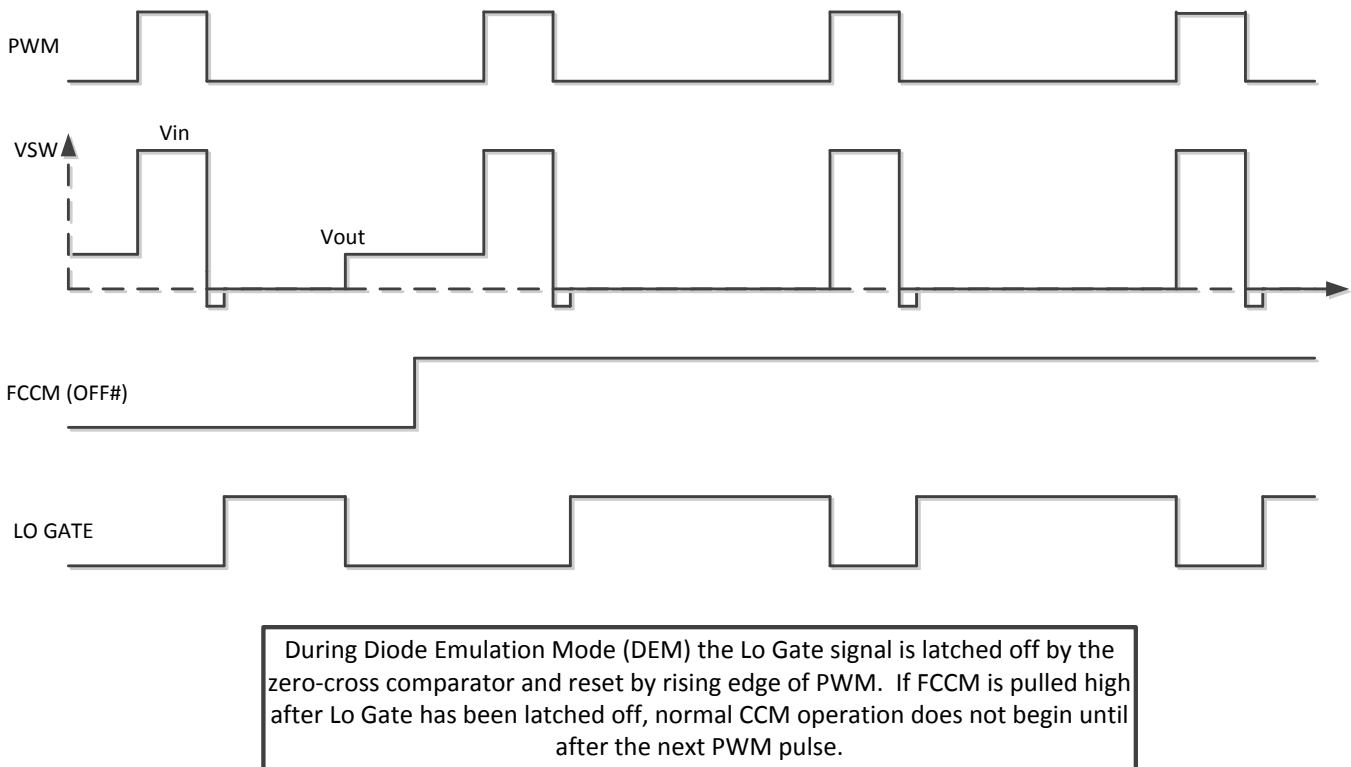 PWM
Vin
VSW
Vout
FCCM (OFF#)
LO GATE
During Diode Emulation Mode (DEM) the Lo Gate signal is latched off by the
zero-cross comparator and reset by rising edge of PWM.  If FCCM is pulled high
after Lo Gate has been latched off, normal CCM operation does not begin until
after the next PWM pulse.